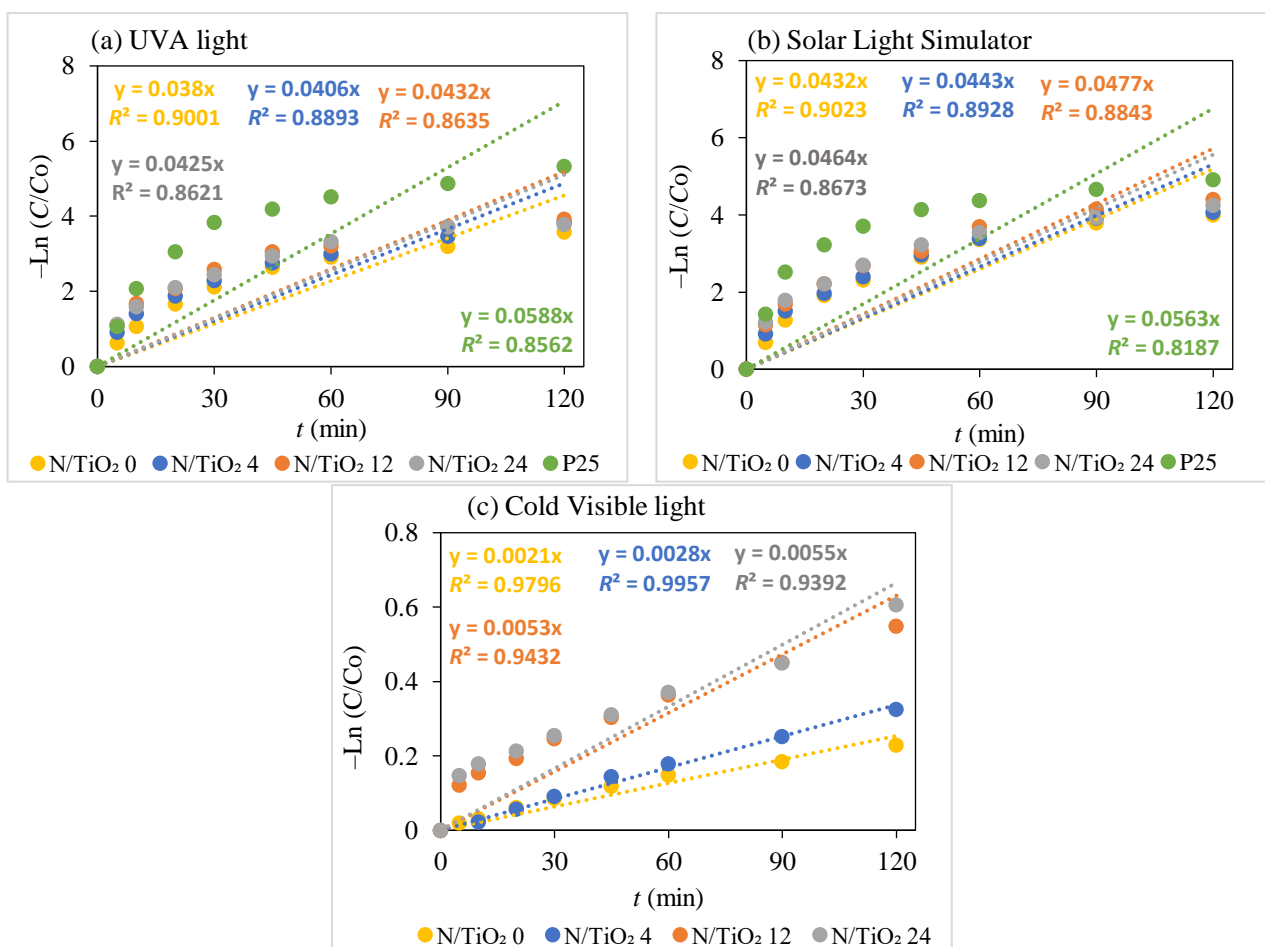 (a) UVA light
8
6
4
2
0
–Ln (C/Co)
y = 0.038x
R² = 0.9001
y = 0.0406x
R² = 0.8893
y = 0.0432x
R² = 0.8635
y = 0.0425x
R² = 0.8621
y = 0.0588x
R² = 0.8562
0 30 60 90 120
t (min)
N/TiO₂ 0 N/TiO₂ 4 N/TiO₂ 12 N/TiO₂ 24 P25
(b) Solar Light Simulator
8
6
4
2
0
–Ln (C/Co)
y = 0.0432x
R² = 0.9023
y = 0.0443x
R² = 0.8928
y = 0.0477x
R² = 0.8843
y = 0.0464x
R² = 0.8673
y = 0.0563x
R² = 0.8187
0 30 60 90 120
t (min)
N/TiO₂ 0 N/TiO₂ 4 N/TiO₂ 12 N/TiO₂ 24 P25
(c) Cold Visible light
0.8
0.6
0.4
0.2
0
–Ln (C/Co)
y = 0.0021x
R² = 0.9796
y = 0.0028x
R² = 0.9957
y = 0.0055x
R² = 0.9392
y = 0.0053x
R² = 0.9432
0 30 60 90 120
t (min)
N/TiO₂ 0 N/TiO₂ 4 N/TiO₂ 12 N/TiO₂ 24